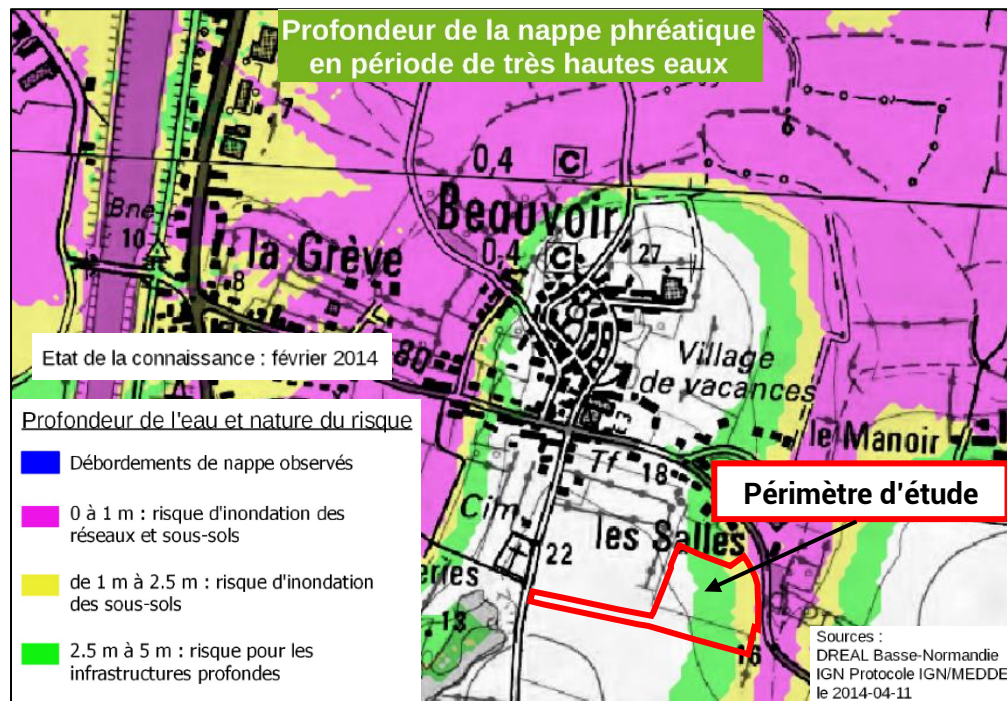 Profondeur de la nappe phréatique
en période de très hautes eaux
7
6
0,4
C
Beauvoir
Bne
10
0.4
C
27
la Grève
8
Etat de la connaissance : février 2014
80
Village
de vacances
Profondeur de l'eau et nature du risque
Débordements de nappe observés
0 à 1 m : risque d'inondation des
réseaux et sous-sols
de 1 m à 2.5 m : risque d'inondation
des sous-sols
2.5 m à 5 m : risque pour les
infrastructures profondes
le Manoir
Tf
18
Périmètre d'étude
Cim
22
les Salles
eries
13
16
Sources :
DREAL Basse-Normandie
IGN Protocole IGN/MEDDE
le 2014-04-11